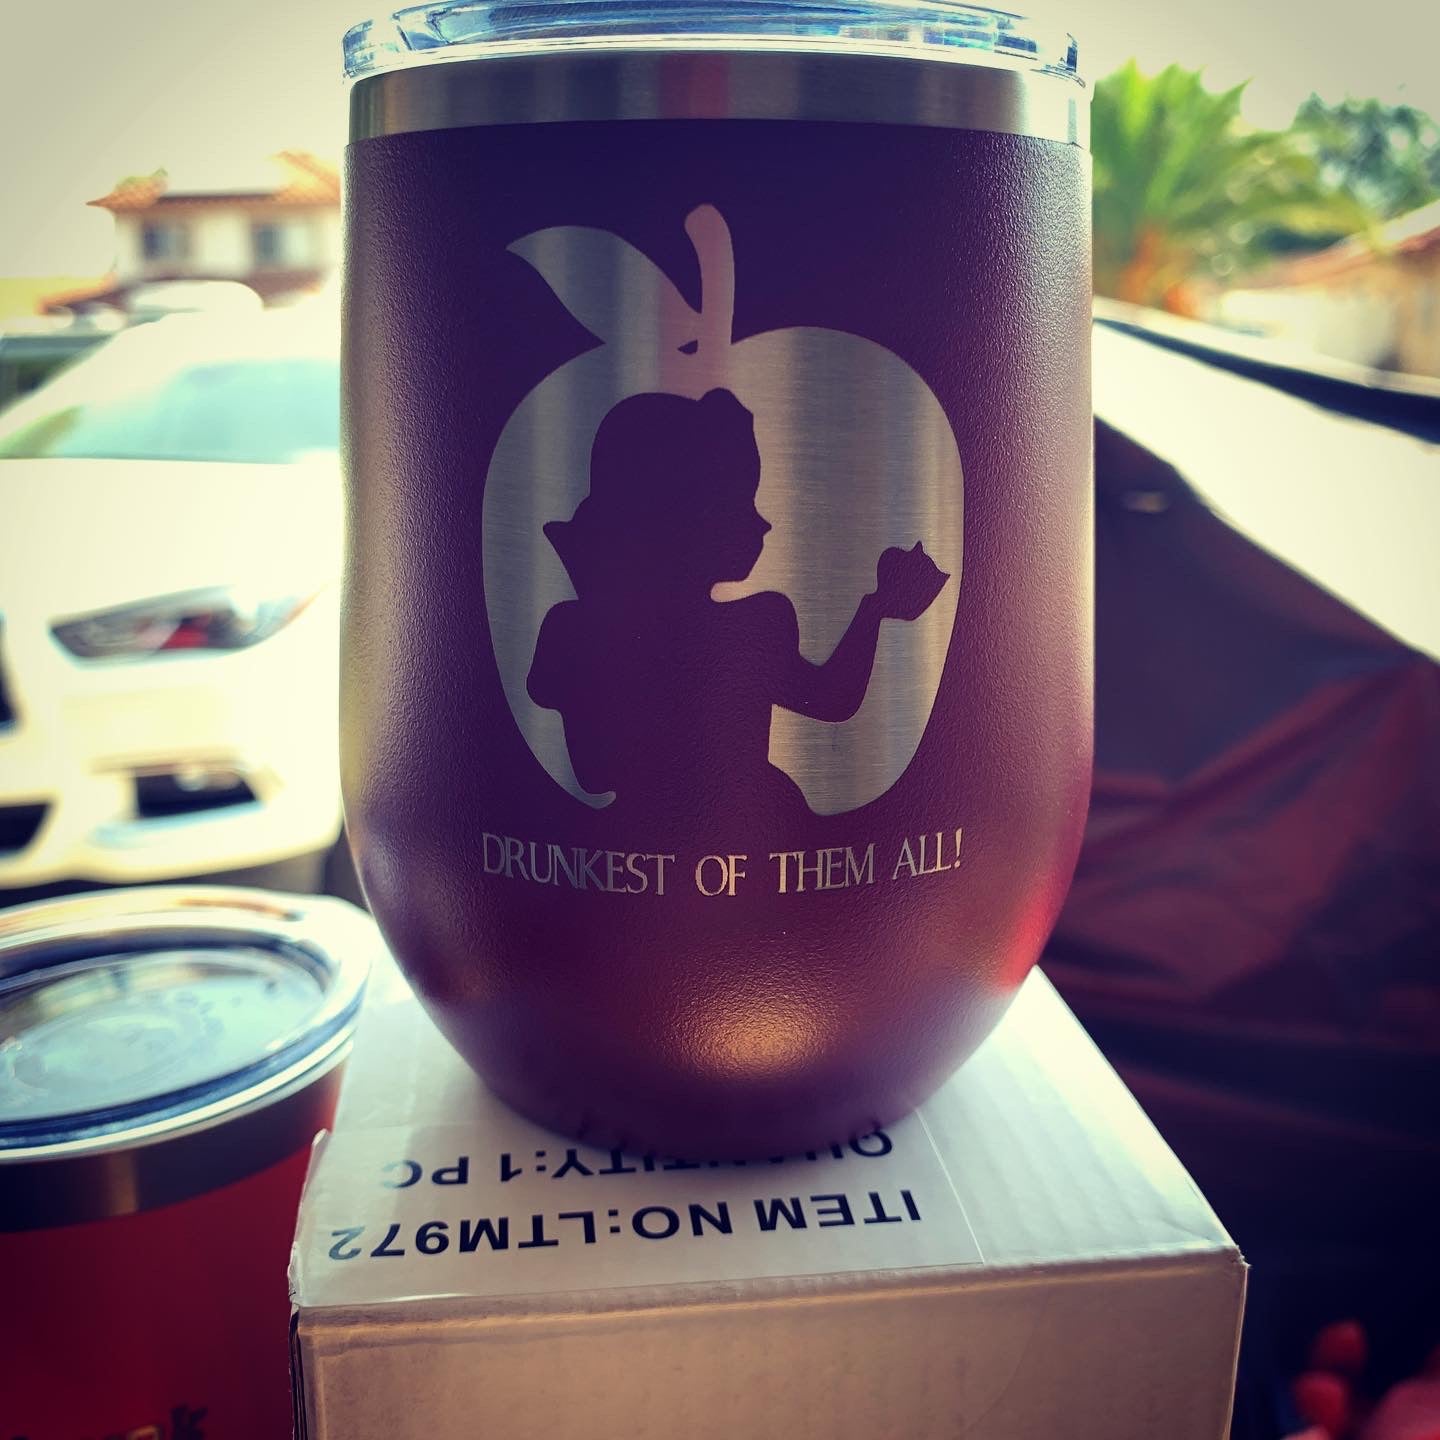 DRUNKEST OF THEM ALL!
ITEM NO:LTM972
QUANTITY:1 PC